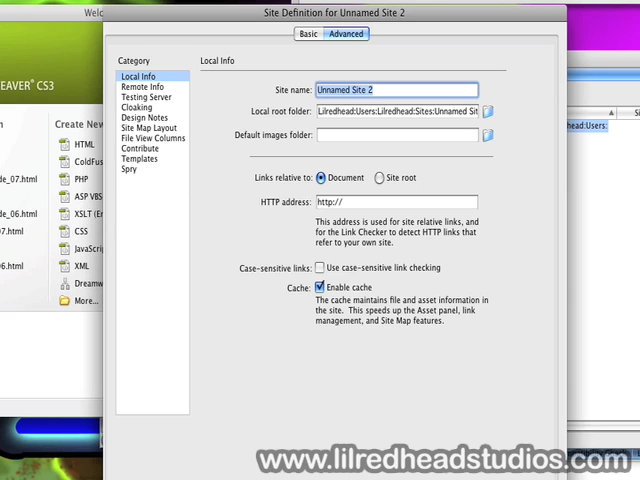 Welc
Site Definition for Unnamed Site 2
Basic
Advanced
EAVER® CS3
Create New
HTML
ColdFus
PHP
ASP VBS
XSLT (En
CSS
JavaScrip
XML
Dreamw
More...
de_07.html
de_06.html
7.html
06.html
Category
Local Info
Remote Info
Testing Server
Cloaking
Design Notes
Site Map Layout
File View Columns
Contribute
Templates
Spry
Local Info
Site name: Unnamed Site 2
Local root folder: Lilredhead:Users:Lilredhead:Sites:Unnamed Sit
Default images folder:
Links relative to: Document Site root
HTTP address: http://
This address is used for site relative links, and
for the Link Checker to detect HTTP links that
refer to your own site.
Case-sensitive links: Use case-sensitive link checking
Cache: Enable cache
The cache maintains file and Asset information in
the site. This speeds up the Asset panel, link
management, and Site Map features.
Si
head:Users:
www.lilredheadstudios.com